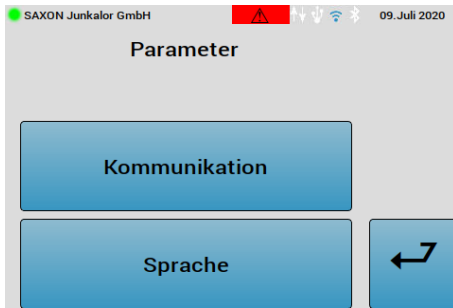 SAXON Junkalor GmbH
09.Juli 2020
Parameter
Kommunikation
Sprache